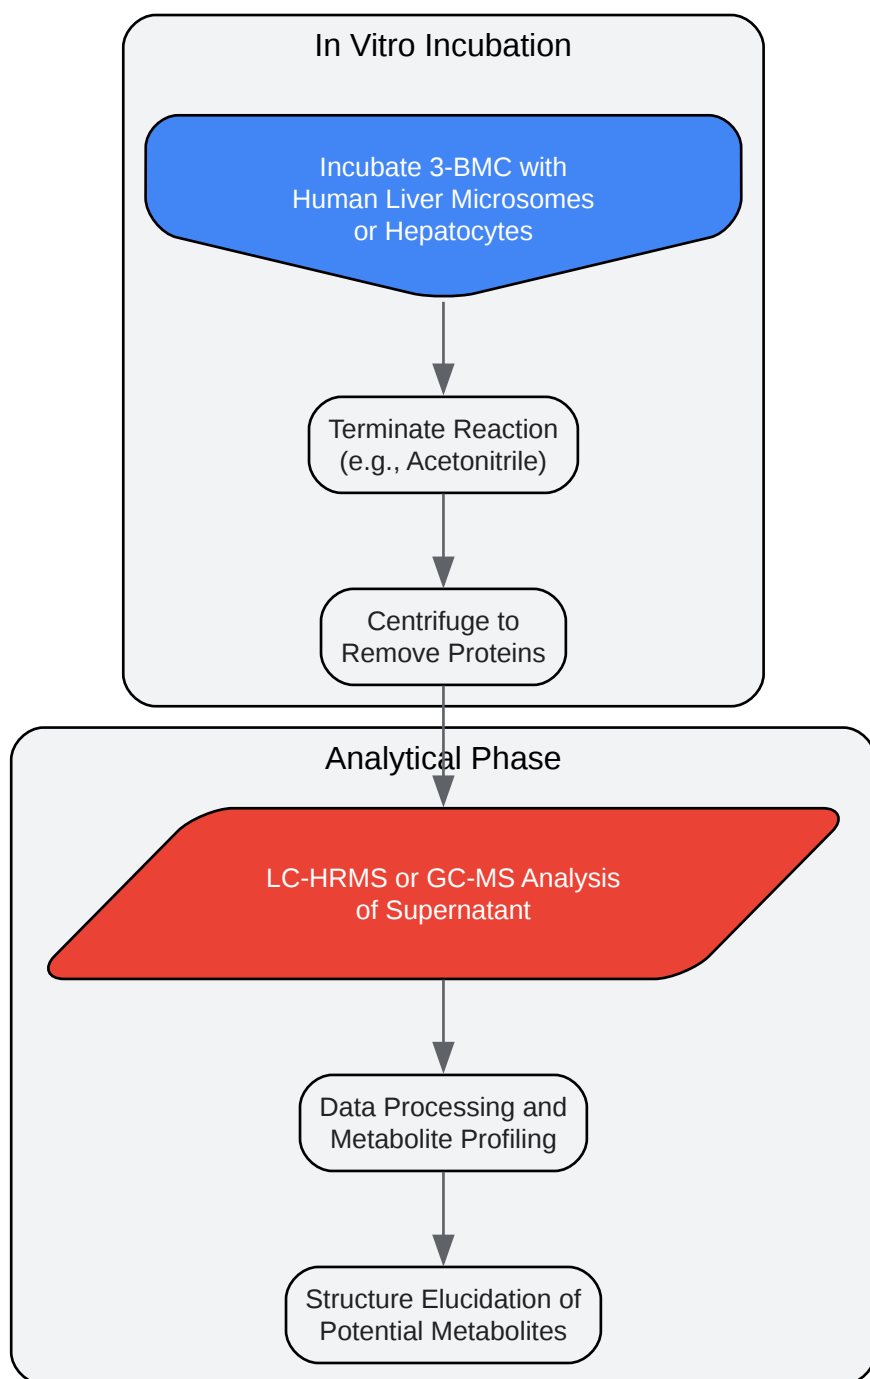 In Vitro Incubation
Incubate 3-BMC with
Human Liver Microsomes
or Hepatocytes
Terminate Reaction
(e.g., Acetonitrile)
Centrifuge to
Remove Proteins
Analytical Phase
LC-HRMS or GC-MS Analysis
of Supernatant
Data Processing and
Metabolite Profiling
Structure Elucidation of
Potential Metabolites